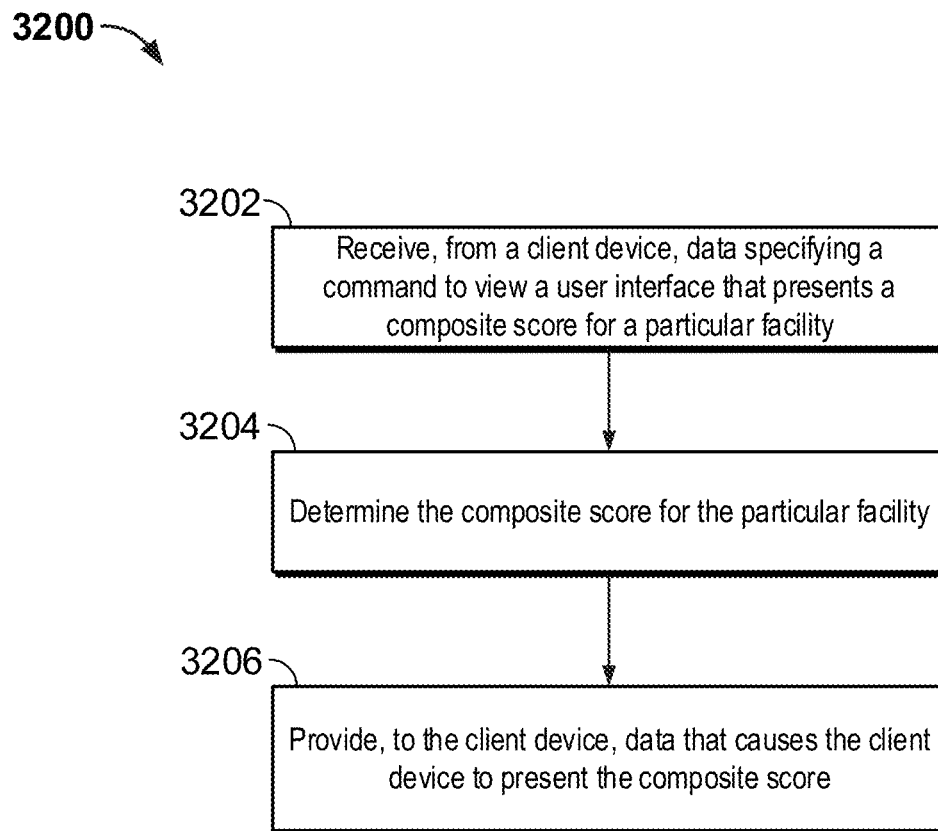 3200
3202
Receive, from a client device, data specifying a
command to view a user interface that presents a
composite score for a particular facility
3204
Determine the composite score for the particular facility
3206
Provide, to the client device, data that causes the client
device to present the composite score